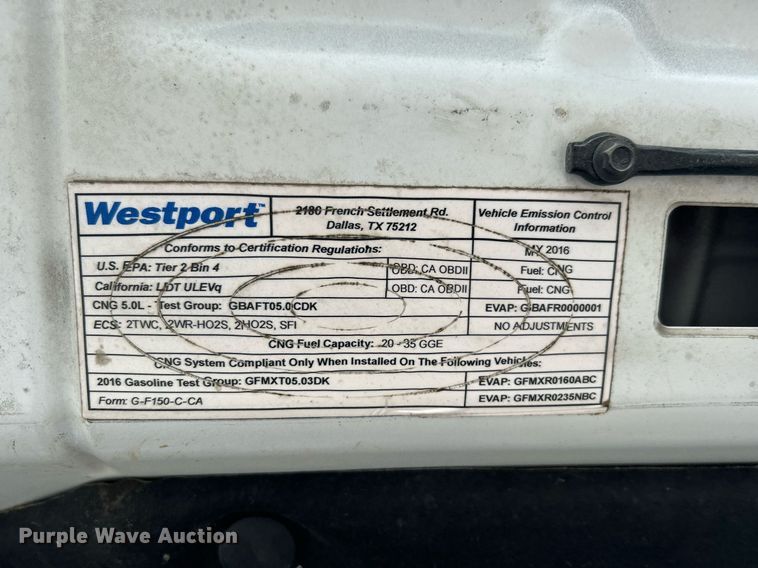 Westport™
2180 French Settlement Rd.
Dallas, TX 75212
Vehicle Emission Control
Information
Conforms to Certification Regulations:
MY 2016
U.S. EPA: Tier 2 Bin 4
OBD: CA OBDII
Fuel: CNG
California: LDT ULEVq
OBD: CA OBDII
Fuel: CNG
CNG 5.0L - Test Group: GBAFT05.0CDK
EVAP: GBAFR0000001
ECS: 2TWC, 2WR-HO2S, 2HO2S, SFI
NO ADJUSTMENTS
CNG Fuel Capacity: 20 - 35 GGE
CNG System Compliant Only When Installed On The Following Vehicles:
2016 Gasoline Test Group: GFMXT05.03DK
EVAP: GFMXR0160ABC
Form: G-F150-C-CA
EVAP: GFMXR0235NBC
Purple Wave Auction